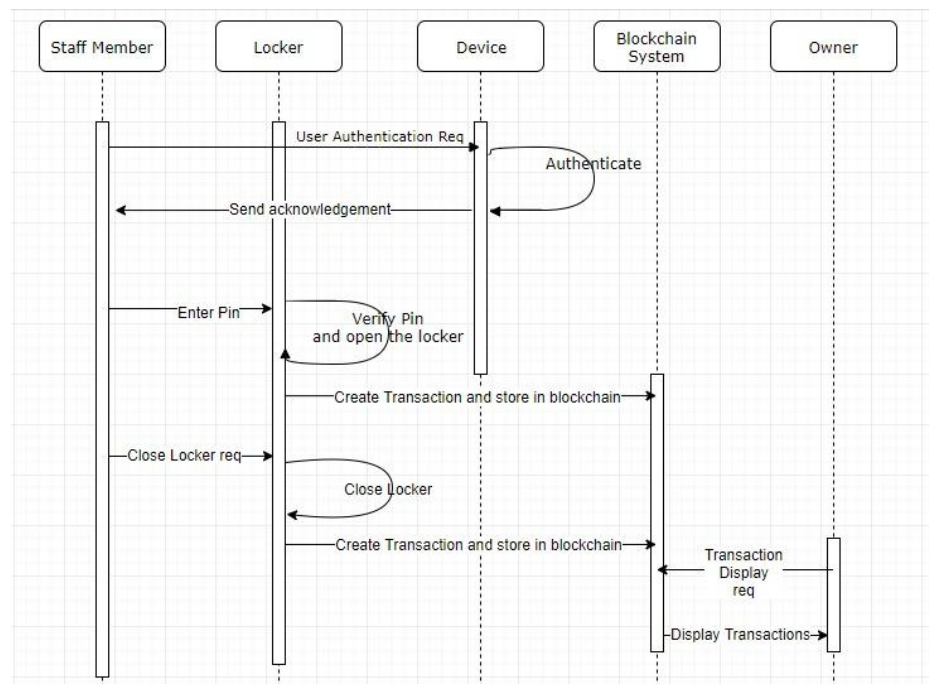 Staff Member
Locker
Device
Blockchain
System
Owner
User Authentication Req
Authenticate
Send acknowledgement
Enter Pin
Verify Pin
and open the locker
Create Transaction and store in blockchain
Close Locker req
Close Locker
Create Transaction and store in blockchain
Transaction
Display
req
Display Transactions